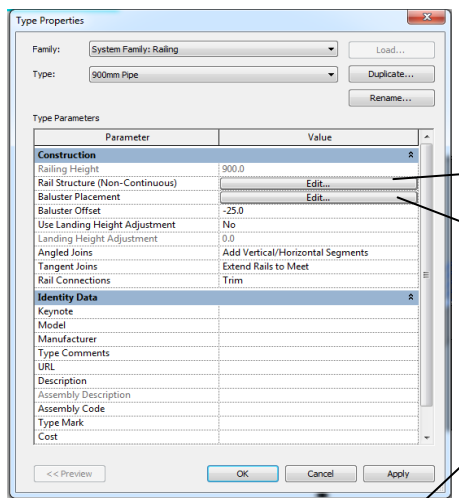 Type Properties
Family: System Family: Railing Load...
Type: 900mm Pipe Duplicate...
Rename...
Type Parameters
Parameter Value
Construction
Railing Height 900.0
Rail Structure (Non-Continuous) Edit...
Baluster Placement Edit...
Baluster Offset -25.0
Use Landing Height Adjustment No
Landing Height Adjustment 0.0
Angled Joins Add Vertical/Horizontal Segments
Tangent Joins Extend Rails to Meet
Rail Connections Trim
Identity Data
Keynote
Model
Manufacturer
Type Comments
URL
Description
Assembly Description
Assembly Code
Type Mark
Cost
<< Preview OK Cancel Apply